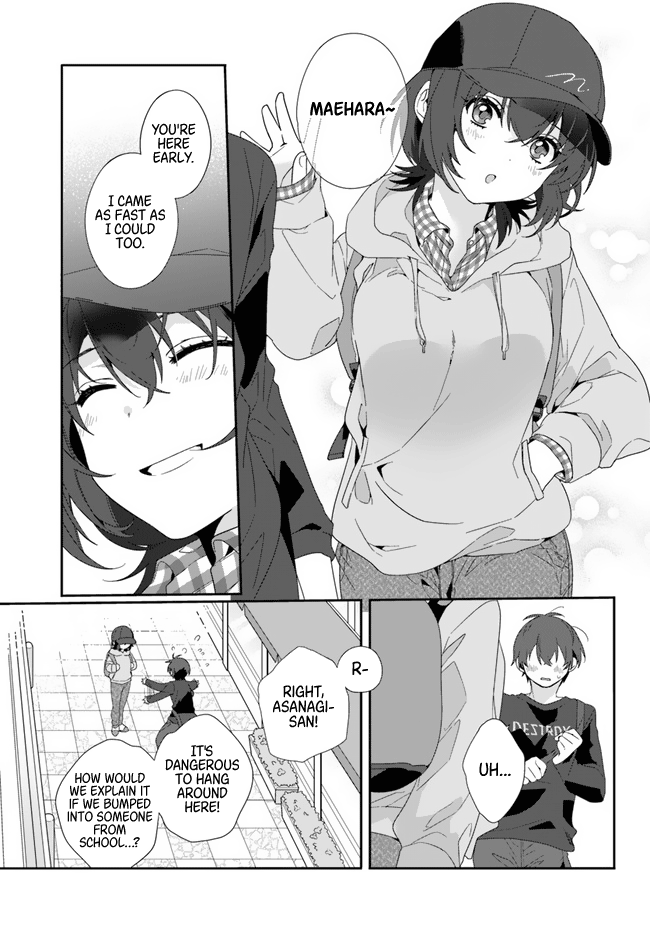 MAEHARA~
YOU'RE
HERE
EARLY.
I CAME
AS FAST AS
I COULD
TOO.
UH...
DESTROY
R-
RIGHT,
ASANAGI-
SAN!
IT'S
DANGEROUS
TO HANG
AROUND
HERE!
HOW WOULD
WE EXPLAIN IT
IF WE BUMPED
INTO SOMEONE
FROM
SCHOOL...?